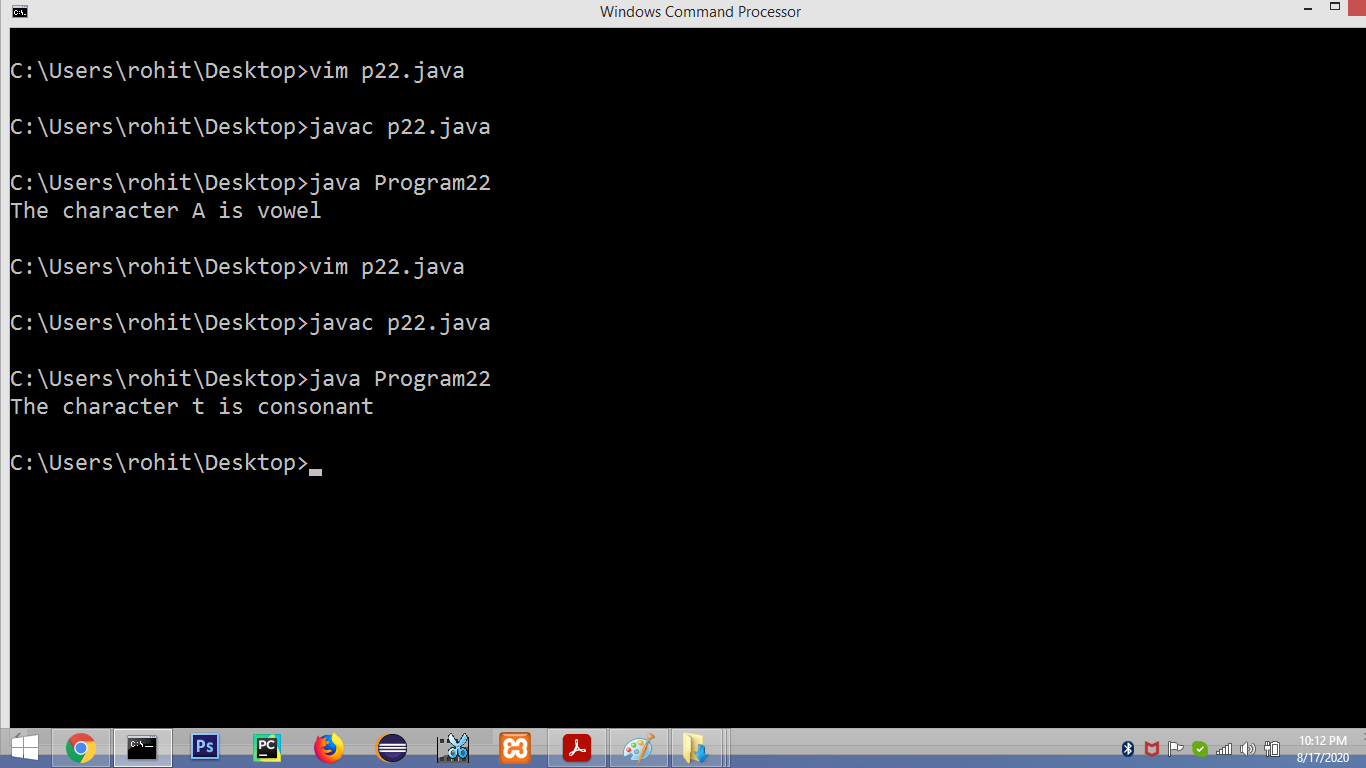 Windows Command Processor
C:\Users\rohit\Desktop>vim p22.java
C:\Users\rohit\Desktop>javac p22.java
C:\Users\rohit\Desktop>java Program22
The character A is vowel
C:\Users\rohit\Desktop>vim p22.java
C:\Users\rohit\Desktop>javac p22.java
C:\Users\rohit\Desktop>java Program22
The character t is consonant
C:\Users\rohit\Desktop>
C:\
Ps
PC
10:12 PM
8/17/2020